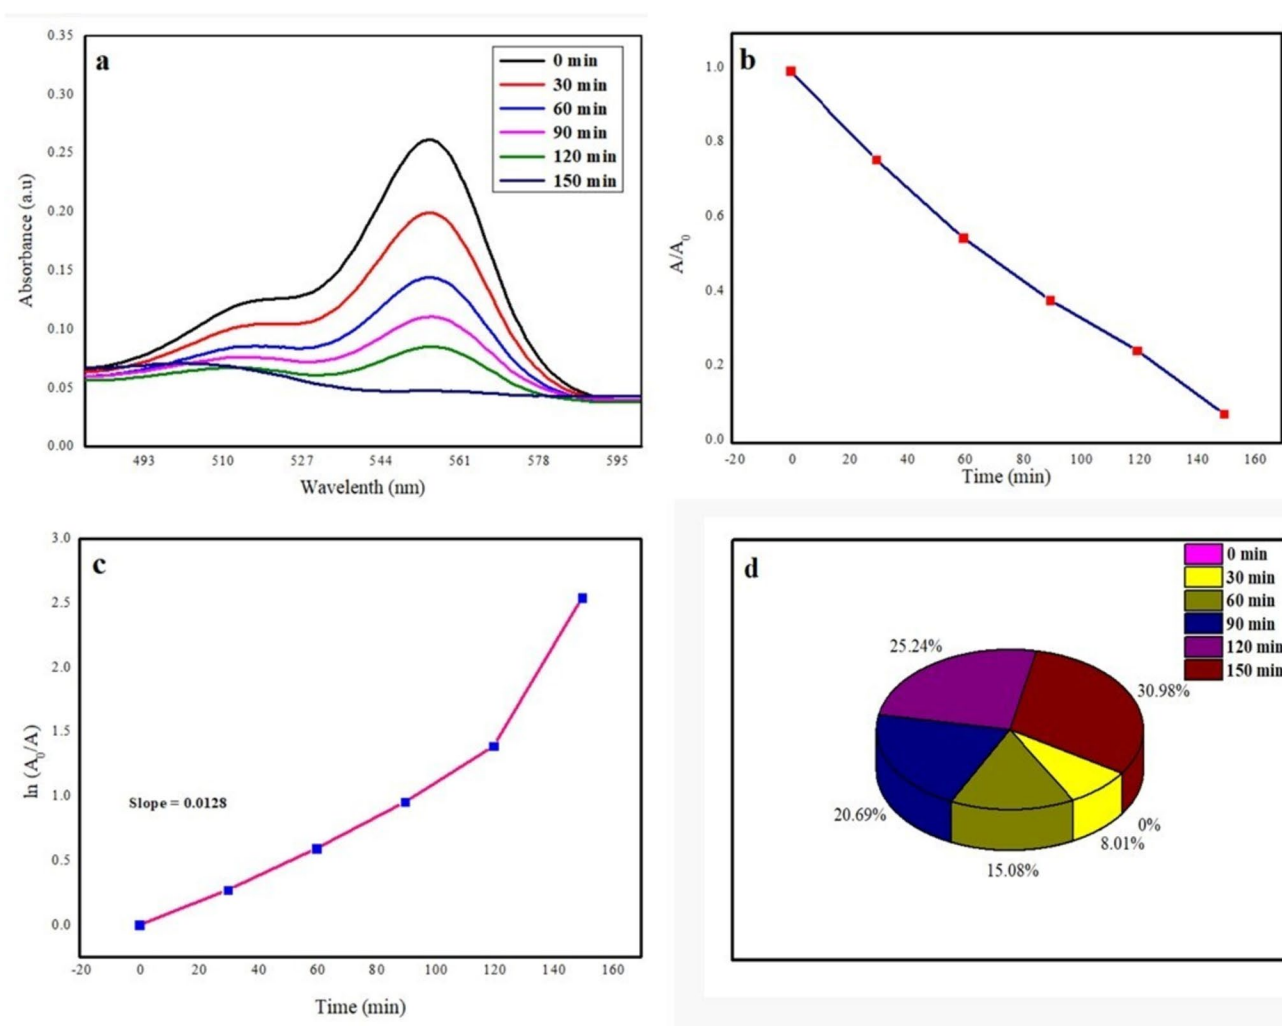 a
0.35
0.30
0.25
0.20
0.15
0.10
0.05
0.00
Absorbance (a.u)
493 510 527 544 561 578 595
Wavelenth (nm)
0 min
30 min
60 min
90 min
120 min
150 min
b
1.0
0.8
0.6
0.4
0.2
0.0
A/A0
-20 0 20 40 60 80 100 120 140 160
Time (min)
c
3.0
2.5
2.0
1.5
1.0
0.5
0.0
ln (A0/A)
Slope = 0.0128
-20 0 20 40 60 80 100 120 140 160
Time (min)
d
0 min
30 min
60 min
90 min
120 min
150 min
25.24%
30.98%
20.69%
0%
8.01%
15.08%